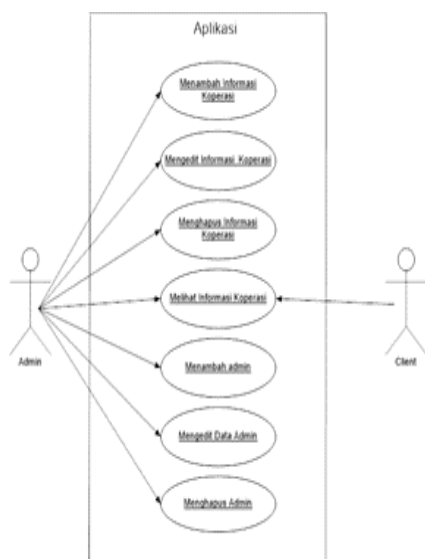 Aplikasi
Menambah Informasi
Koperasi
Mengedit Informasi Koperasi
Menghapus Informasi
Koperasi
Melihat Informasi Koperasi
Admin
Client
Menambah admin
Mengedit Data Admin
Menghapus Admin